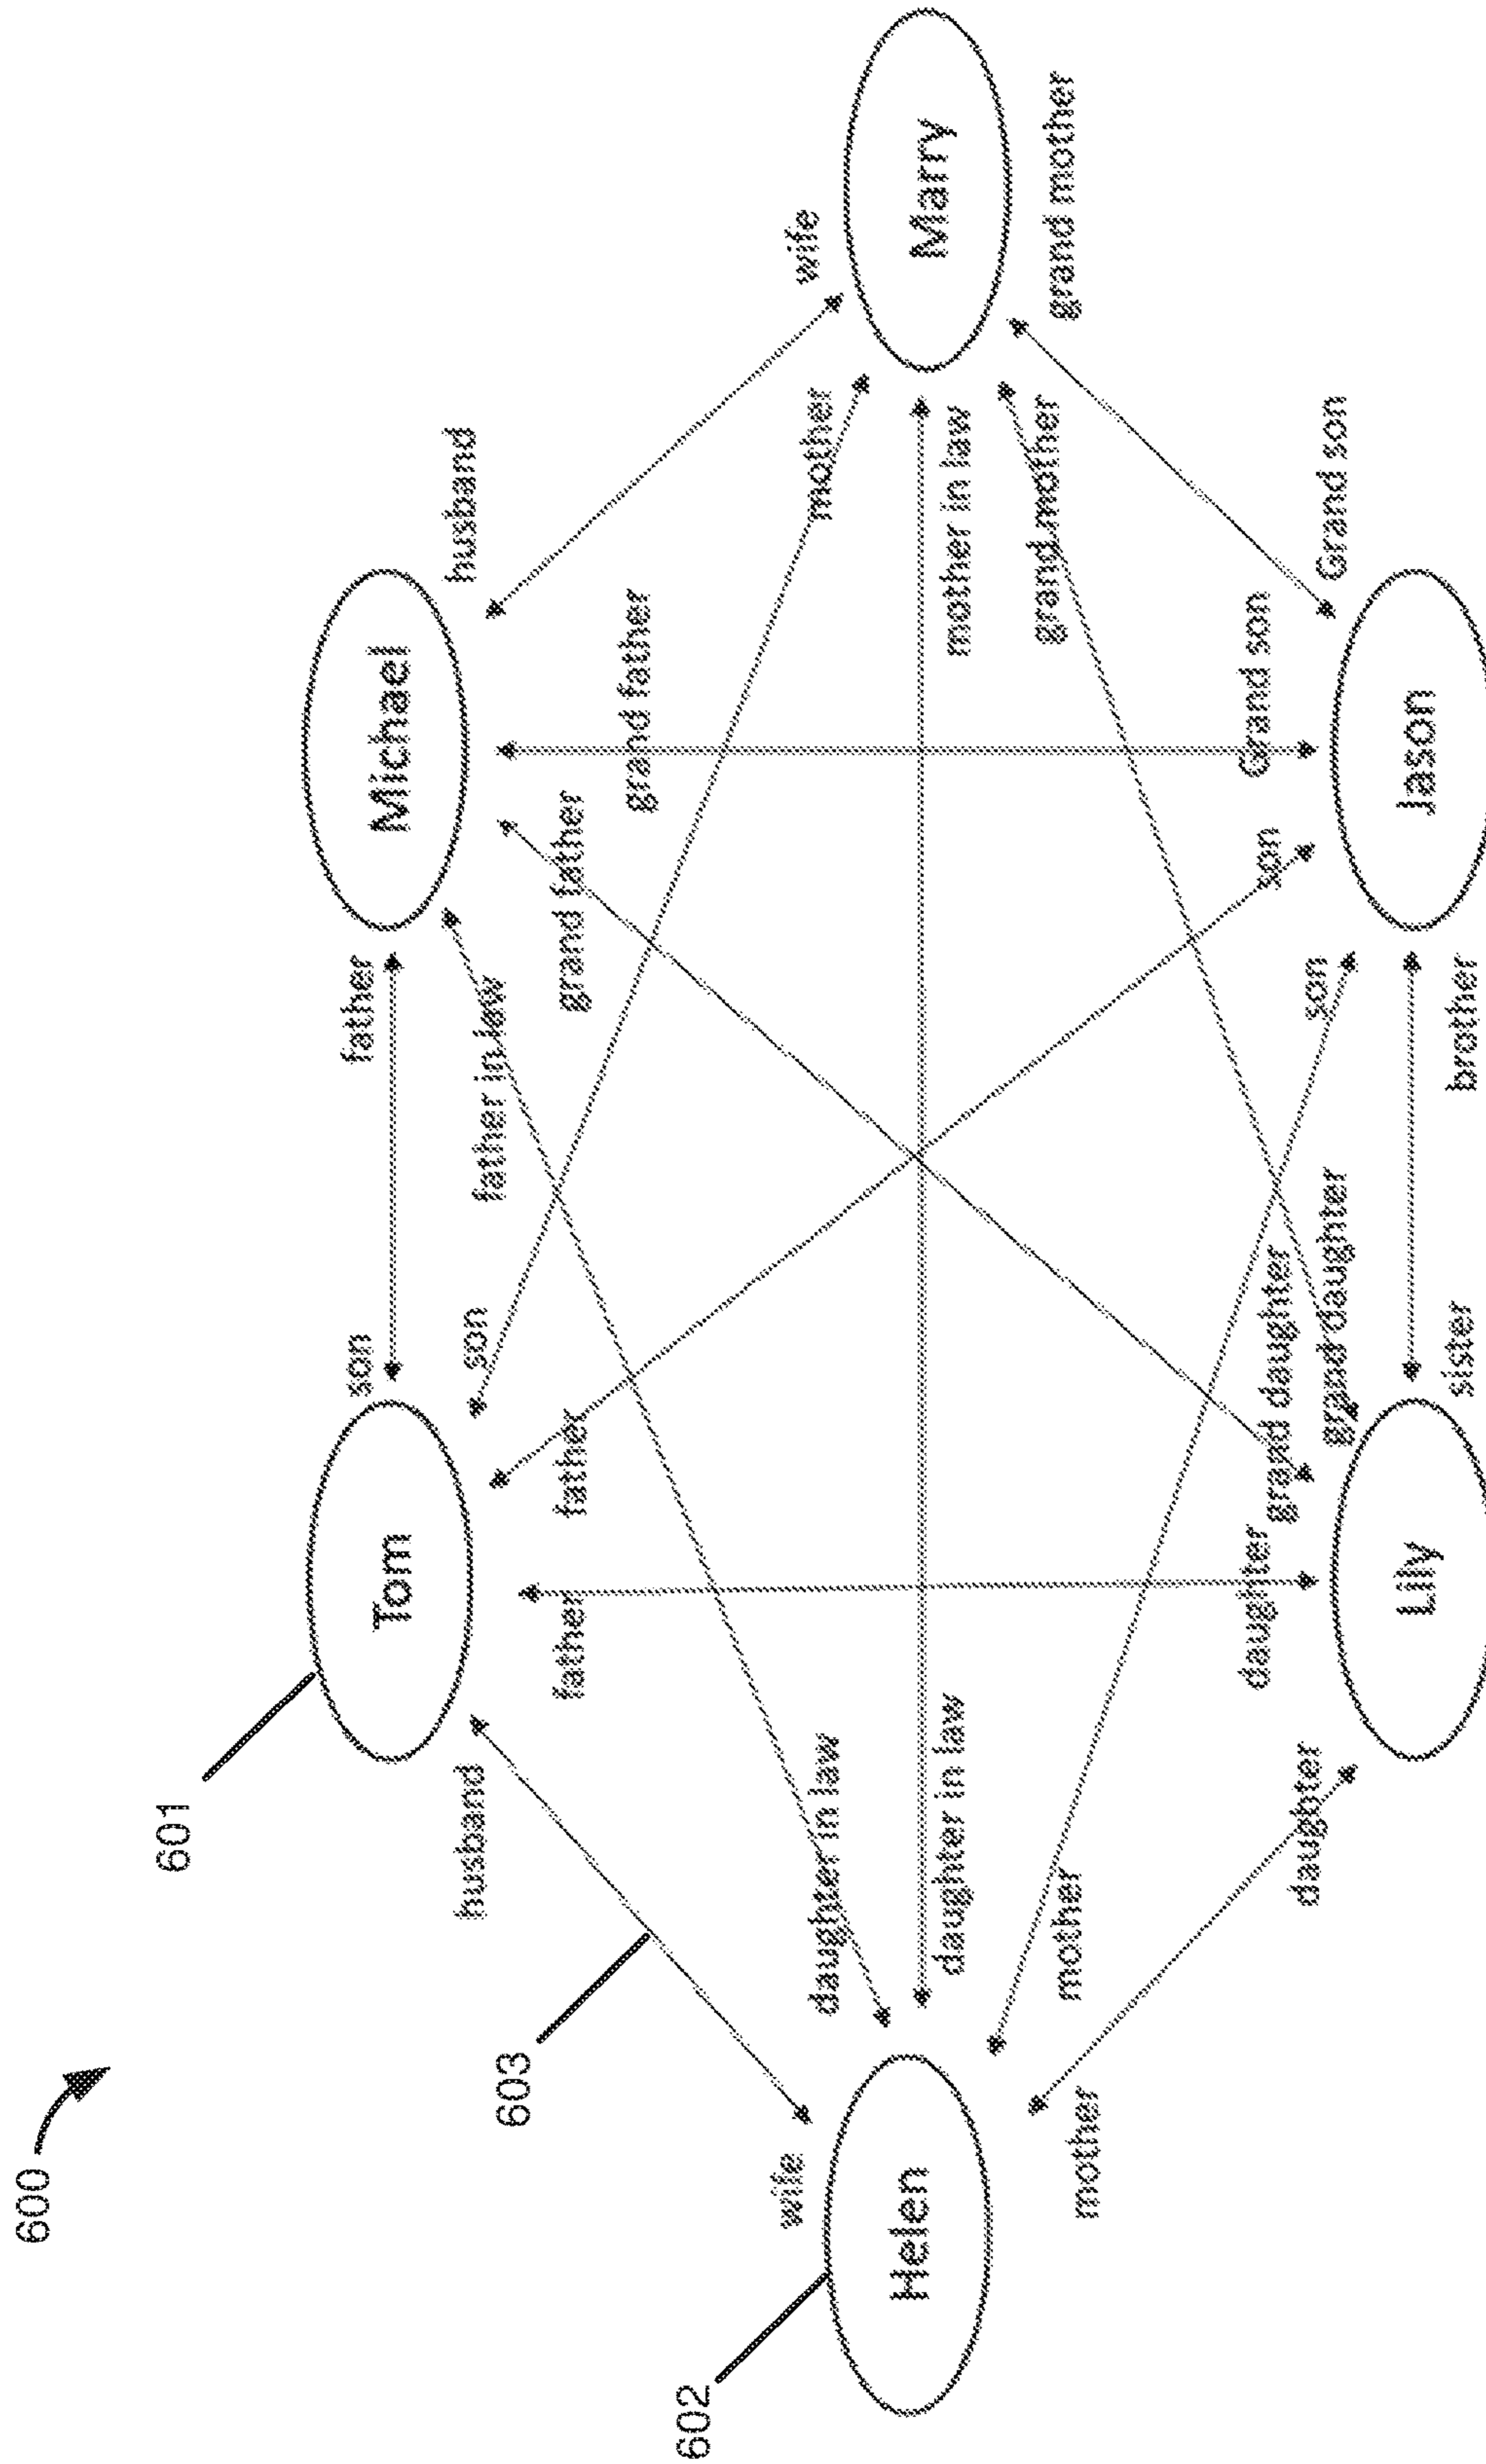 600
601
Tom
son
father
Michael
husband
son
father in law
husband
father
father
grand father
grand father
603
wife
daughter in law
mother
wife
602
Helen
daughter in law
mother in law
Marry
mother
mother
grand mother
grand mother
daughter
daughter
grand daughter
grand daughter
son
son
Grand son
Grand son
Lily
Jason
sister
brother